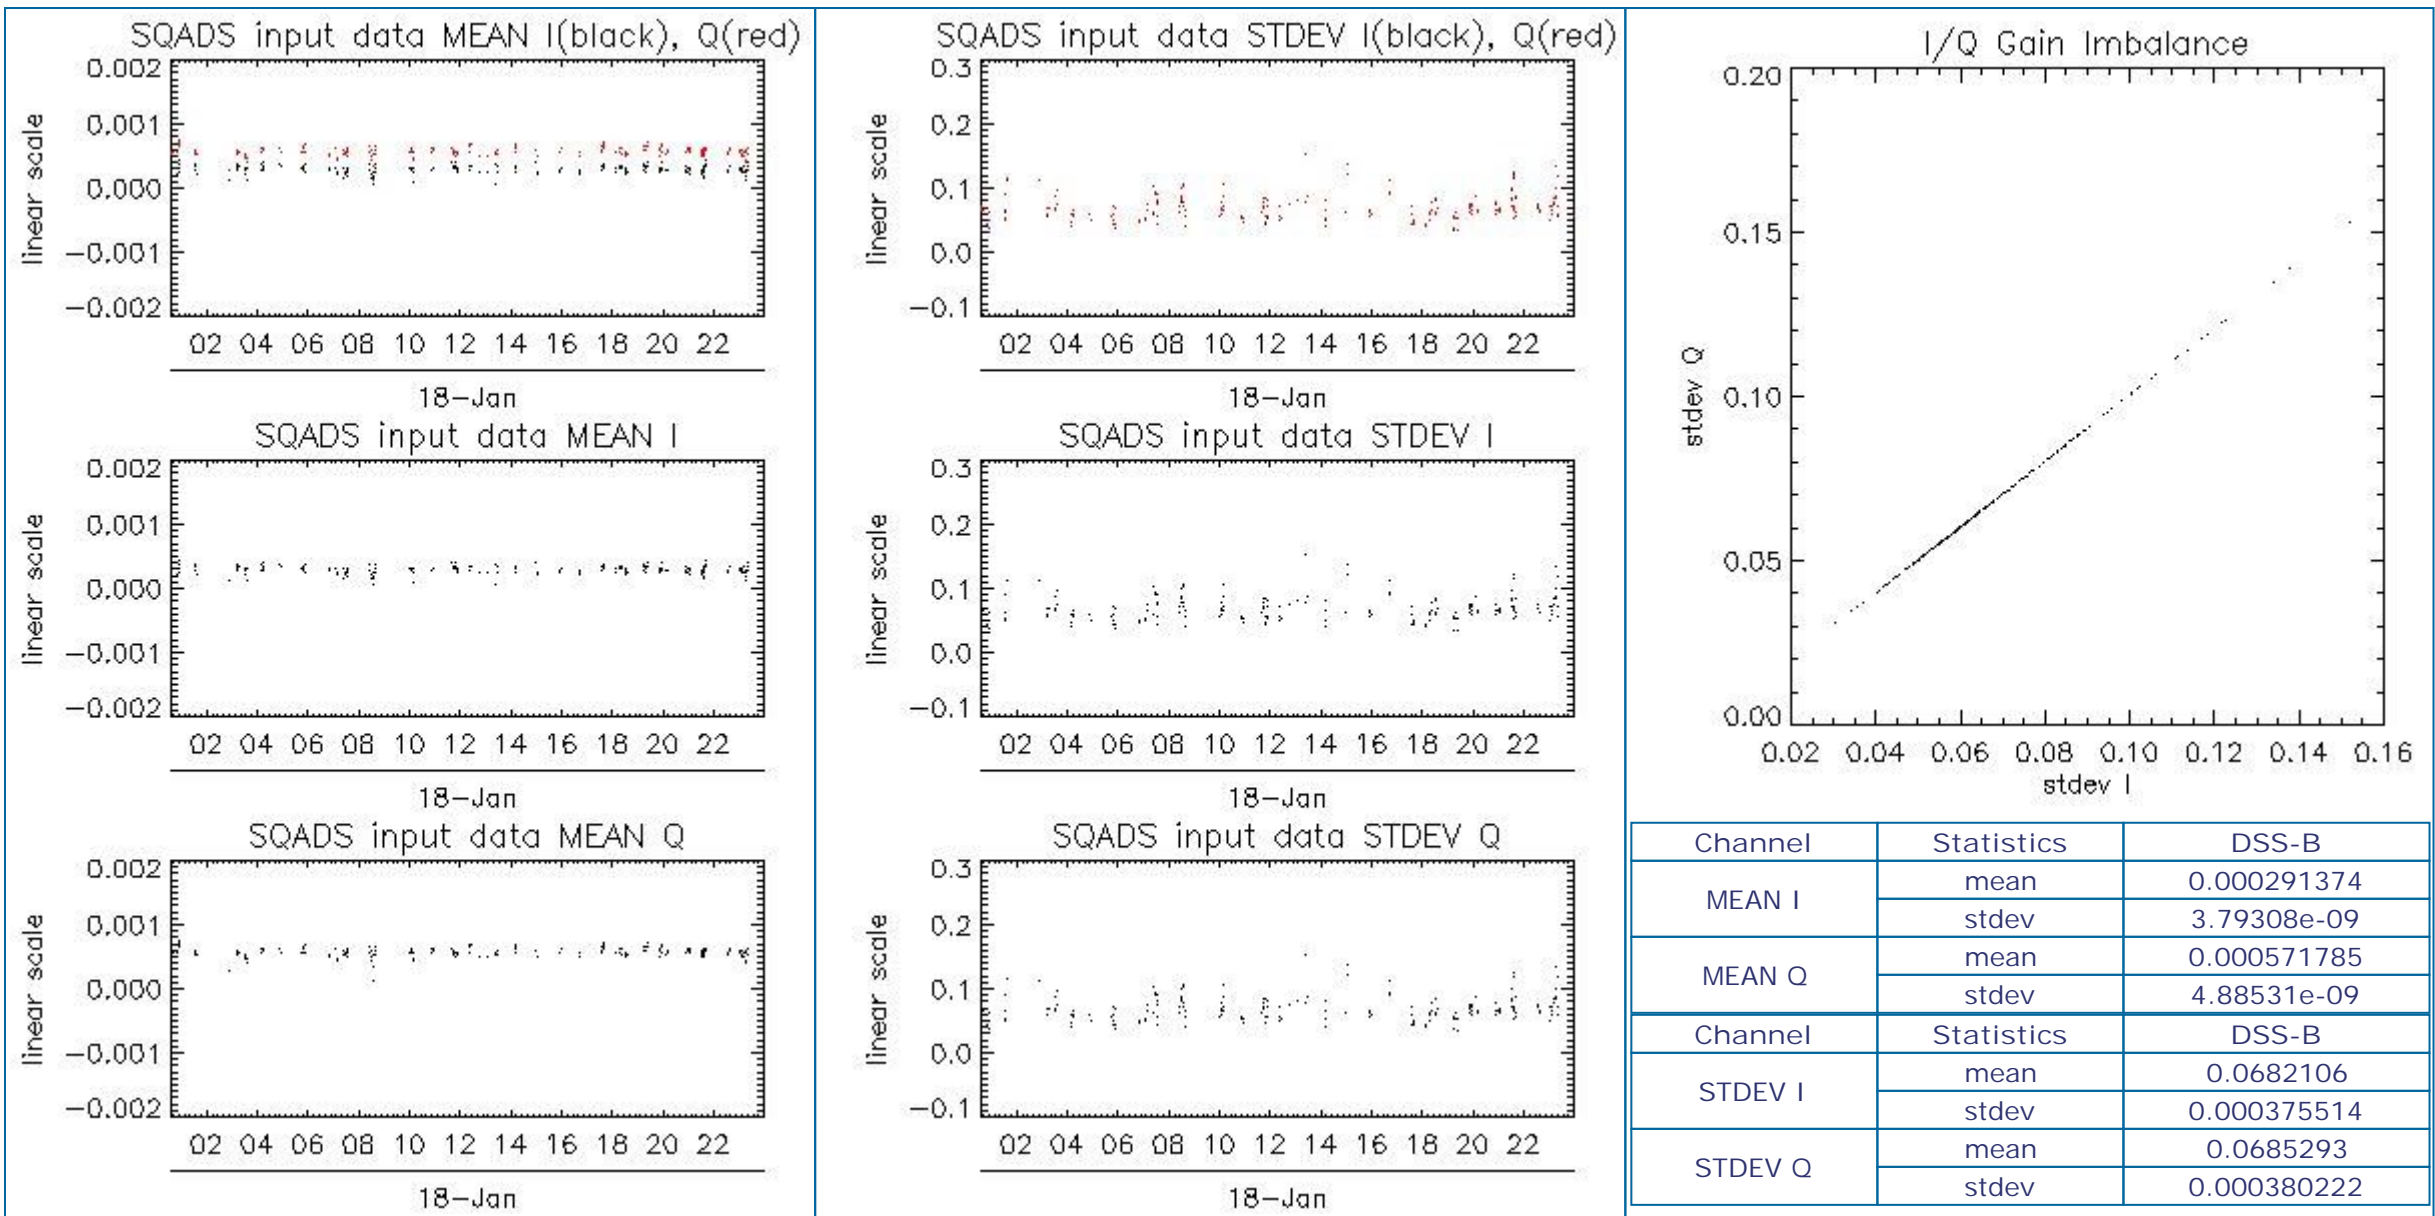 SQADS input data MEAN I(black), Q(red)
0.002
0.001
0.000
-0.001
-0.002
linear scale
02 04 06 08 10 12 14 16 18 20 22
18-Jan
SQADS input data MEAN I
0.002
0.001
0.000
-0.001
-0.002
linear scale
02 04 06 08 10 12 14 16 18 20 22
18-Jan
SQADS input data MEAN Q
0.002
0.001
0.000
-0.001
-0.002
linear scale
02 04 06 08 10 12 14 16 18 20 22
18-Jan
SQADS input data STDEV I(black), Q(red)
0.3
0.2
0.1
0.0
-0.1
linear scale
02 04 06 08 10 12 14 16 18 20 22
18-Jan
SQADS input data STDEV I
0.3
0.2
0.1
0.0
-0.1
linear scale
02 04 06 08 10 12 14 16 18 20 22
18-Jan
SQADS input data STDEV Q
0.3
0.2
0.1
0.0
-0.1
linear scale
02 04 06 08 10 12 14 16 18 20 22
18-Jan
I/Q Gain Imbalance
0.20
0.15
0.10
0.05
0.00
stdev Q
0.02 0.04 0.06 0.08 0.10 0.12 0.14 0.16
stdev I
Channel Statistics DSS-B
MEAN I mean 0.000291374
stdev 3.79308e-09
MEAN Q mean 0.000571785
stdev 4.88531e-09
Channel Statistics DSS-B
STDEV I mean 0.0682106
stdev 0.000375514
STDEV Q mean 0.0685293
stdev 0.000380222